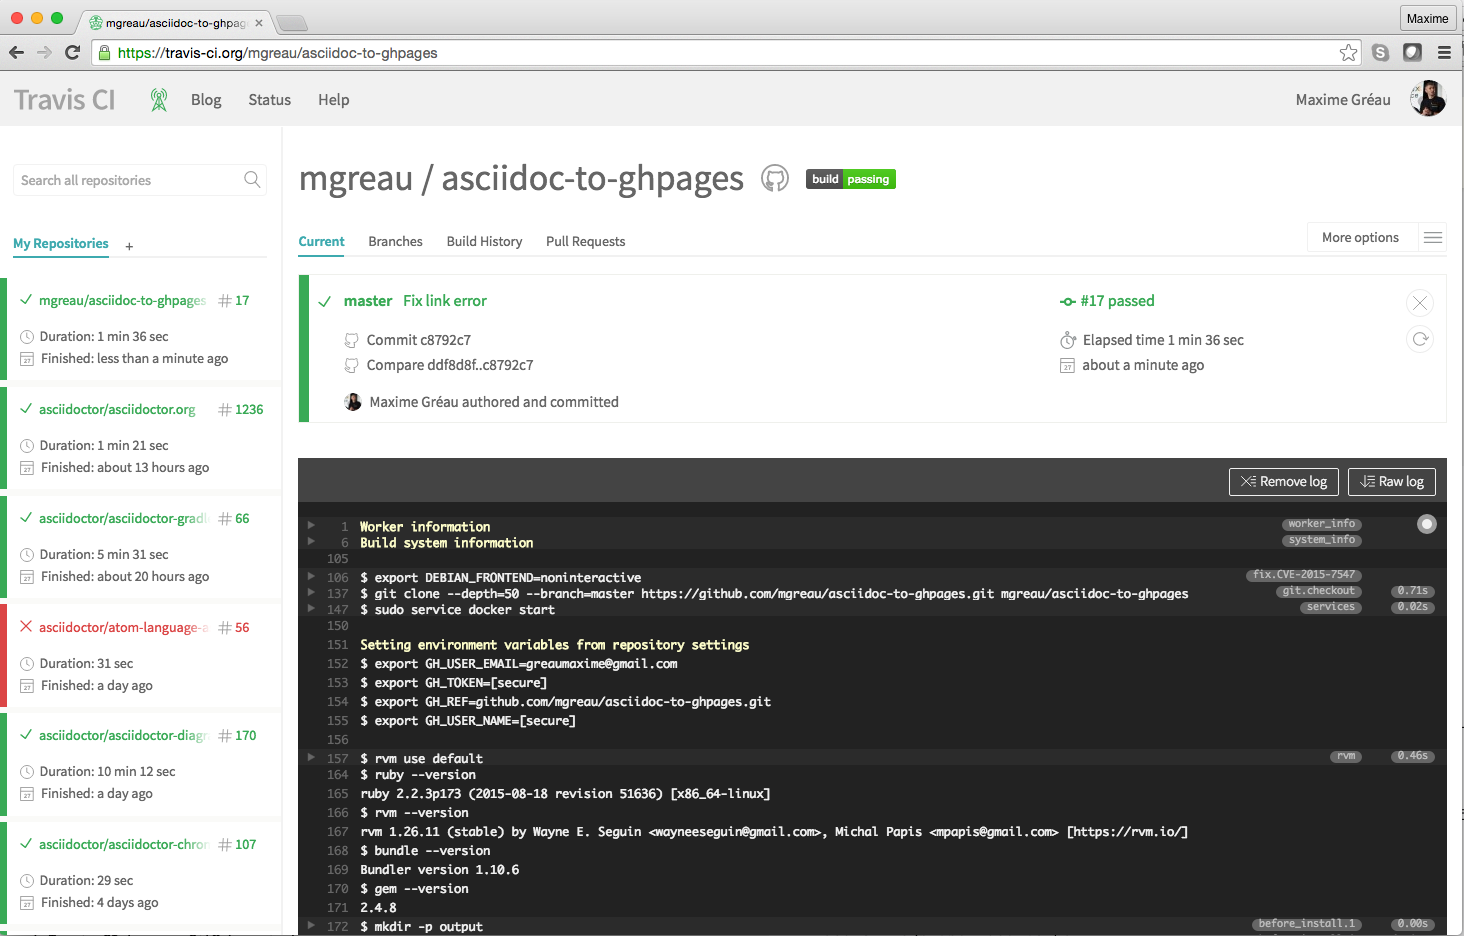 mgreau/asciidoc-to-ghpag
Maxime
https://travis-ci.org/mgreau/asciidoc-to-ghpages
Travis CI
Blog
Status
Help
Maxime Gréau
Search all repositories
My Repositories
+
mgreau/asciidoc-to-ghpages # 17
Duration: 1 min 36 sec
Finished: less than a minute ago
asciidoctor/asciidoctor.org # 1236
Duration: 1 min 21 sec
Finished: about 13 hours ago
asciidoctor/asciidoctor-gradl # 66
Duration: 5 min 31 sec
Finished: about 20 hours ago
asciidoctor/atom-language-a # 56
Duration: 31 sec
Finished: a day ago
asciidoctor/asciidoctor-diagr # 170
Duration: 10 min 12 sec
Finished: a day ago
asciidoctor/asciidoctor-chror # 107
Duration: 29 sec
Finished: 4 days ago
mgreau / asciidoc-to-ghpages
build passing
Current
Branches
Build History
Pull Requests
More options
master Fix link error
Commit c8792c7
Compare ddf8d8f..c8792c7
Maxime Gréau authored and committed
#17 passed
Elapsed time 1 min 36 sec
about a minute ago
Remove log
Raw log
1 Worker information worker_info
6 Build system information system_info
105
106 $ export DEBIAN_FRONTEND=noninteractive fix.CVE-2015-7547
137 $ git clone --depth=50 --branch=master https://github.com/mgreau/asciidoc-to-ghpages.git mgreau/asciidoc-to-ghpages git.checkout 0.71s
147 $ sudo service docker start services 0.02s
150
151 Setting environment variables from repository settings
152 $ export GH_USER_EMAIL=greaumaxime@gmail.com
153 $ export GH_TOKEN=[secure]
154 $ export GH_REF=github.com/mgreau/asciidoc-to-ghpages.git
155 $ export GH_USER_NAME=[secure]
156
157 $ rvm use default rvm 0.46s
164 $ ruby --version
165 ruby 2.2.3p173 (2015-08-18 revision 51636) [x86_64-linux]
166 $ rvm --version
167 rvm 1.26.11 (stable) by Wayne E. Seguin <wayneeseguin@gmail.com>, Michal Papis <mpapis@gmail.com> [https://rvm.io/]
168 $ bundle --version
169 Bundler version 1.10.6
170 $ gem --version
171 2.4.8
172 $ mkdir -p output before_install.1 0.00s